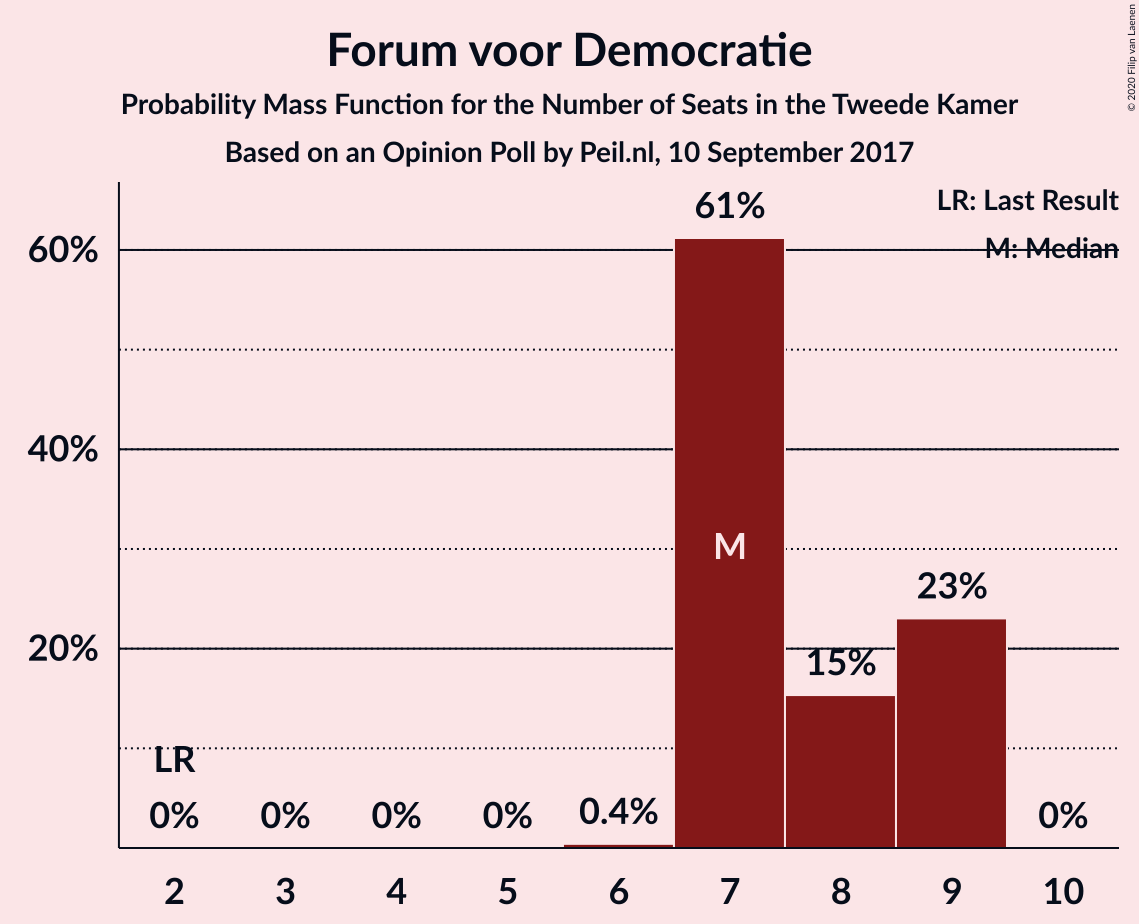 Forum voor Democratie
Probability Mass Function for the Number of Seats in the Tweede Kamer
Based on an Opinion Poll by Peil.nl, 10 September 2017
© 2020 Filip van Laenen
LR: Last Result
M: Median
60%
40%
20%
61%
M
23%
15%
LR
0%
0%
0%
0%
0.4%
0%
2
3
4
5
6
7
8
9
10